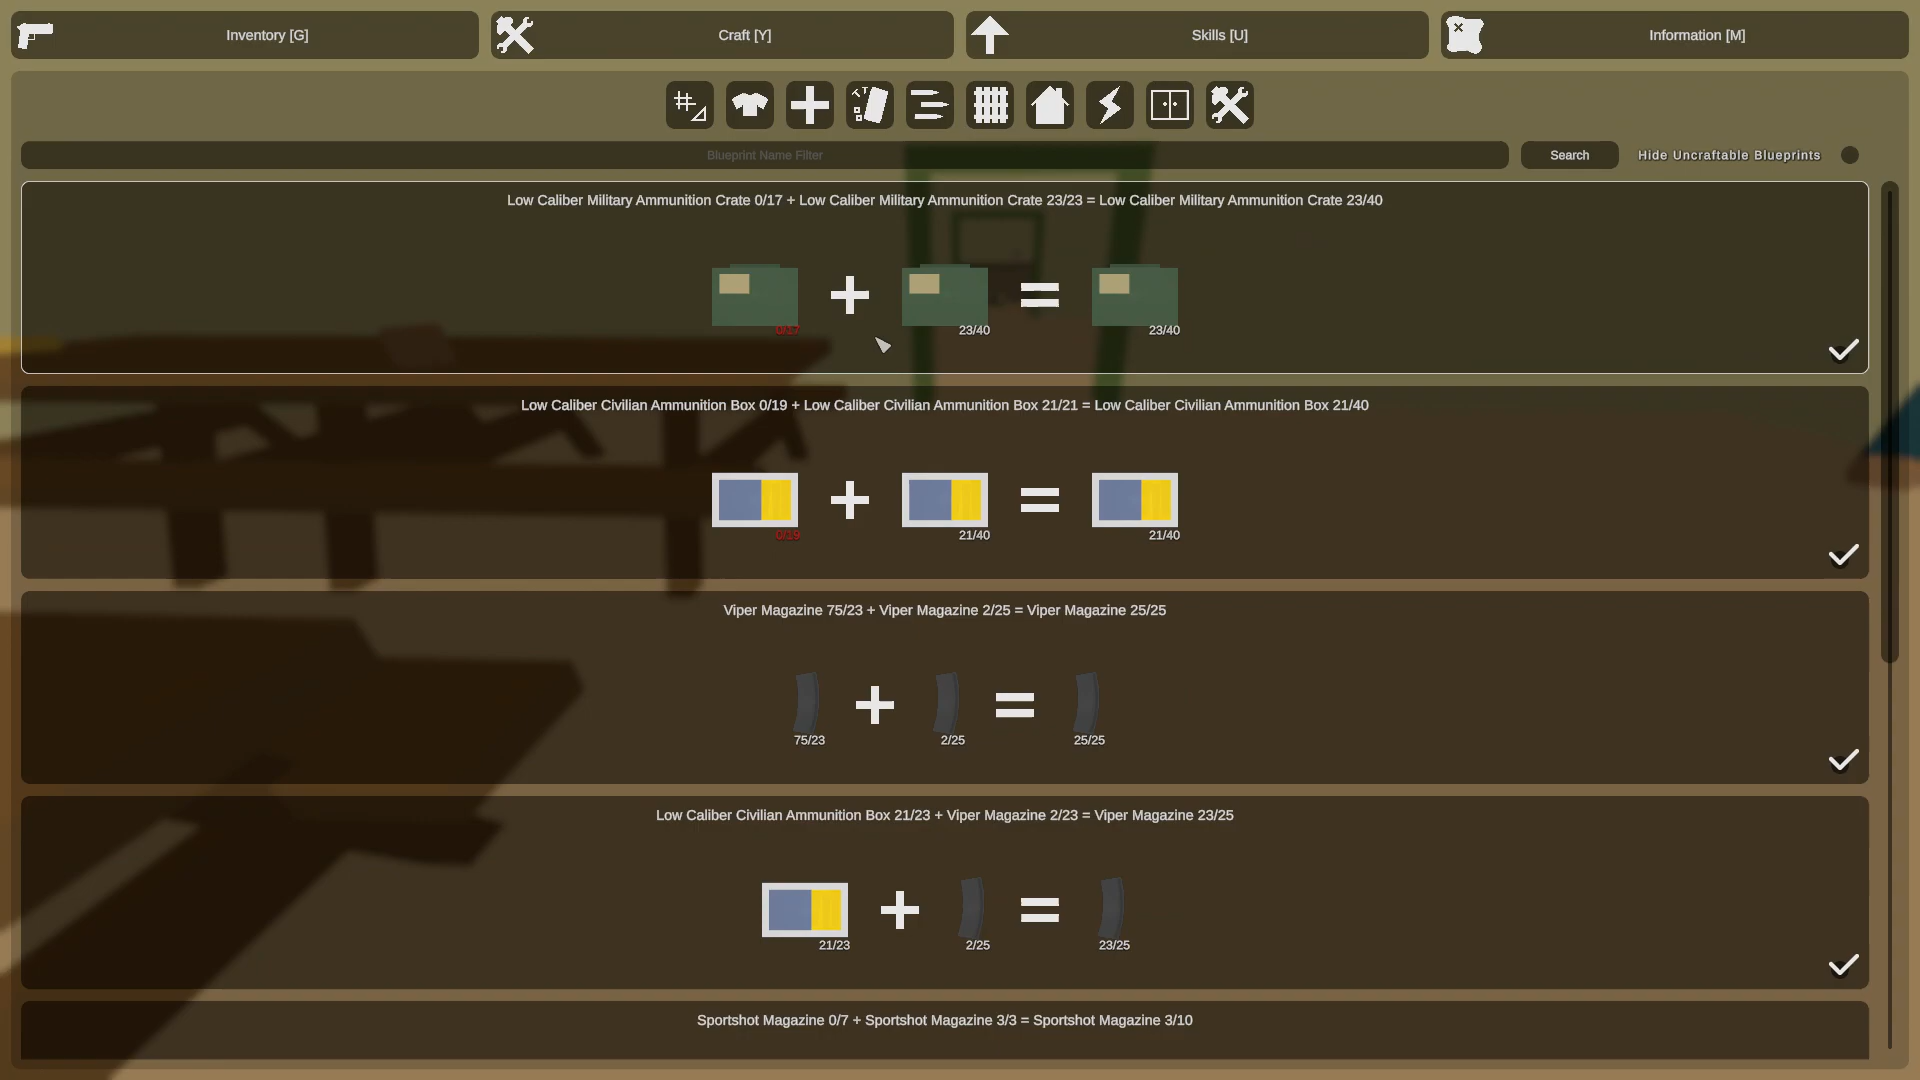 Inventory [G]
Craft [Y]
Skills [U]
Information [M]
Blueprint Name Filter
Search
Hide Uncraftable Blueprints
Low Caliber Military Ammunition Crate 0/17 + Low Caliber Military Ammunition Crate 23/23 = Low Caliber Military Ammunition Crate 23/40
0/17
23/40
23/40
Low Caliber Civilian Ammunition Box 0/19 + Low Caliber Civilian Ammunition Box 21/21 = Low Caliber Civilian Ammunition Box 21/40
0/19
21/40
21/40
Viper Magazine 75/23 + Viper Magazine 2/25 = Viper Magazine 25/25
75/23
2/25
25/25
Low Caliber Civilian Ammunition Box 21/23 + Viper Magazine 2/23 = Viper Magazine 23/25
21/23
2/25
23/25
Sportshot Magazine 0/7 + Sportshot Magazine 3/3 = Sportshot Magazine 3/10